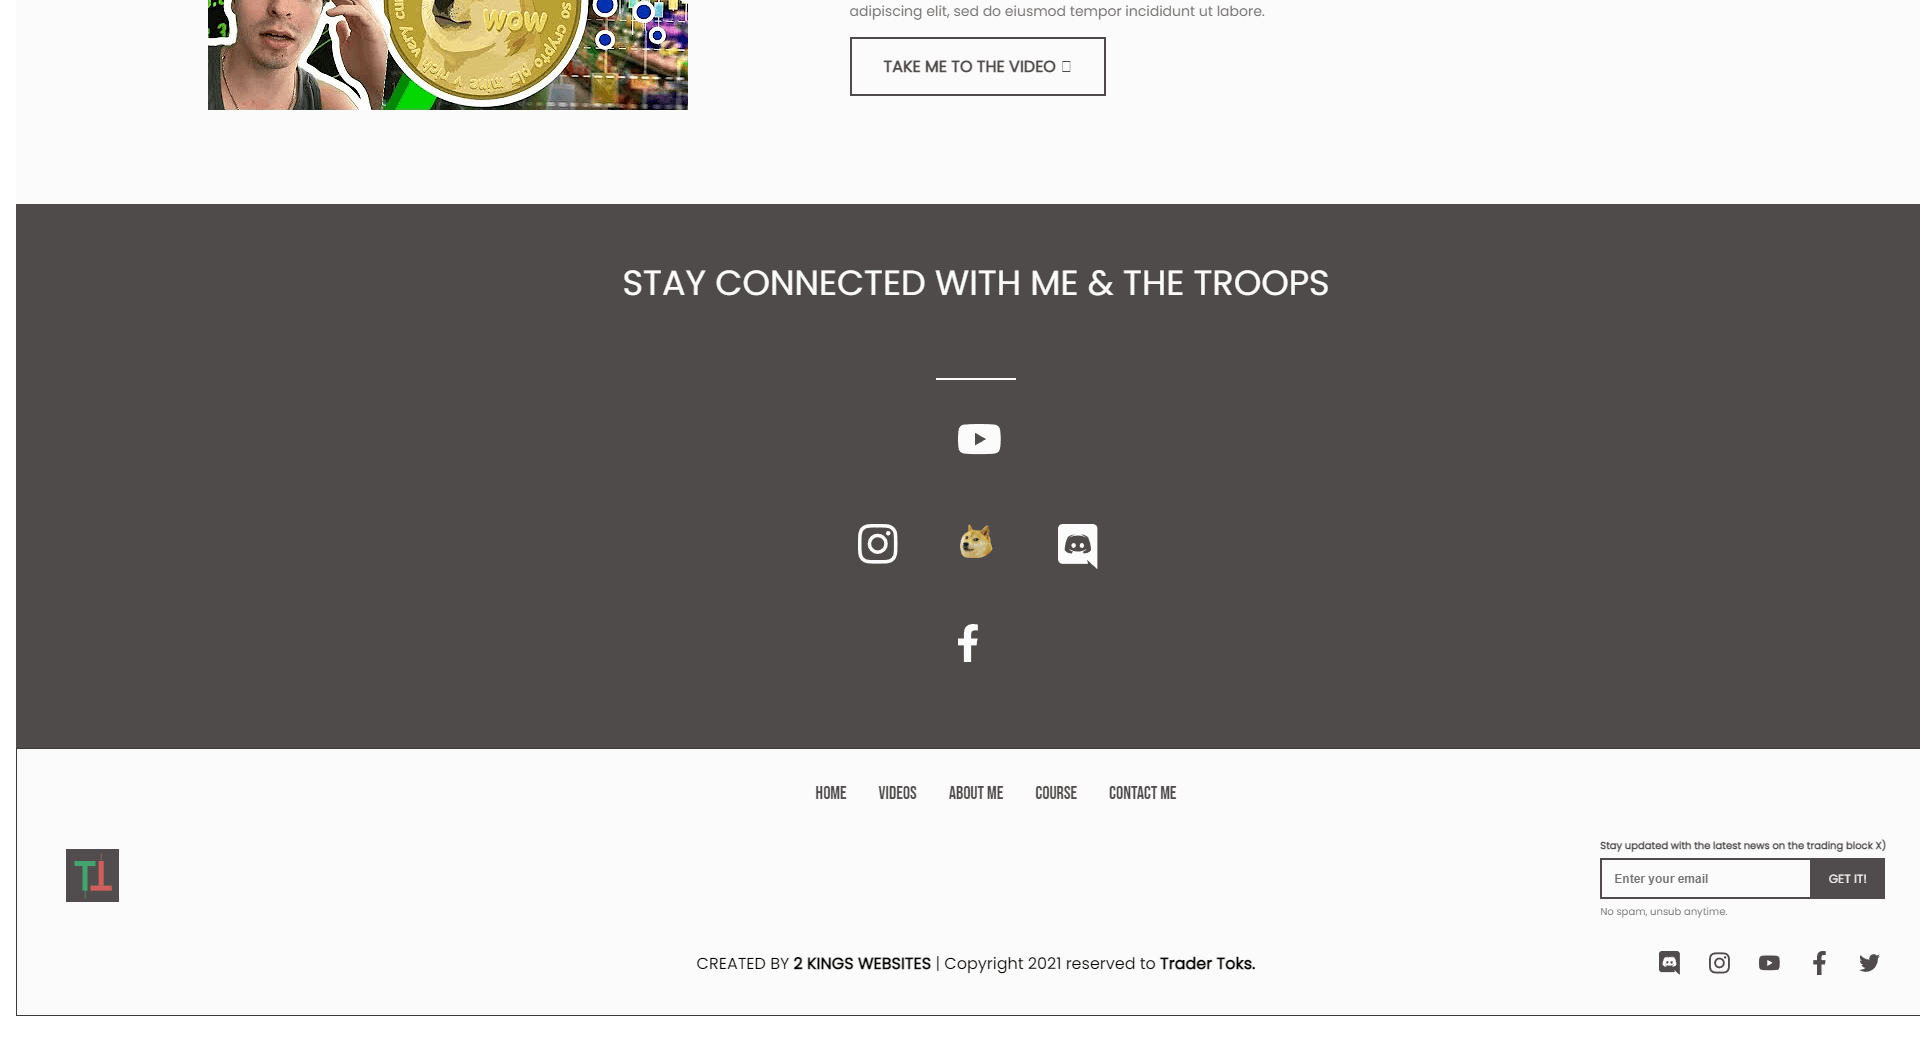 adipiscing elit, sed do eiusmod tempor incididunt ut labore.
WOW
so crypto plz mine v rich very
TAKE ME TO THE VIDEO
STAY CONNECTED WITH ME & THE TROOPS
HOME VIDEOS ABOUT ME COURSE CONTACT ME
Stay updated with the latest news on the trading block X)
Enter your email GET IT!
No spam, unsub anytime.
CREATED BY 2 KINGS WEBSITES | Copyright 2021 reserved to Trader Toks.